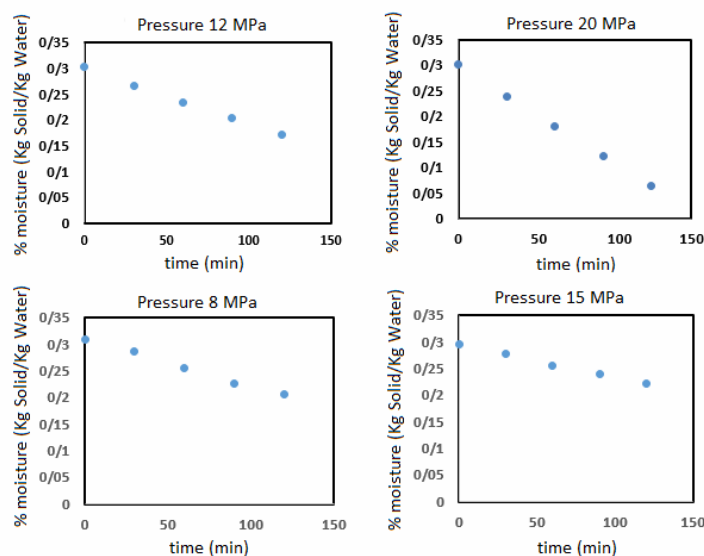 Pressure 12 MPa
% moisture (Kg Solid/Kg Water)
0/35
0/3
0/25
0/2
0/15
0/1
0/05
0
0 50 100 150
time (min)
Pressure 20 MPa
% moisture (Kg Solid/Kg Water)
0/35
0/3
0/25
0/2
0/15
0/1
0/05
0
0 50 100 150
time (min)
Pressure 8 MPa
% moisture (Kg Solid/Kg Water)
0/35
0/3
0/25
0/2
0/15
0/1
0/05
0
0 50 100 150
time (min)
Pressure 15 MPa
% moisture (Kg Solid/Kg Water)
0/35
0/3
0/25
0/2
0/15
0/1
0/05
0
0 50 100 150
time (min)